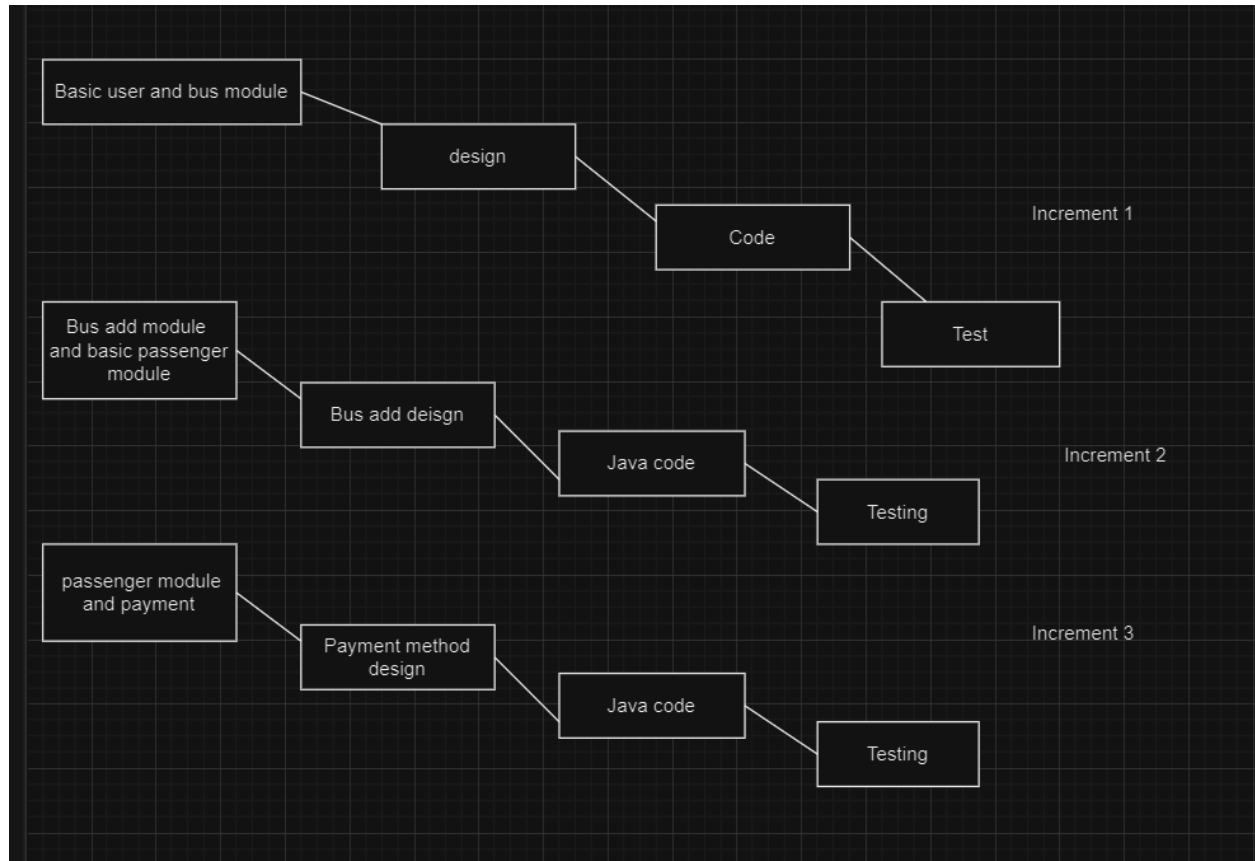 Basic user and bus module
design
Code
Increment 1
Test
Bus add module
and basic passenger
module
Bus add deisgn
Java code
Increment 2
Testing
passenger module
and payment
Payment method
design
Increment 3
Java code
Testing